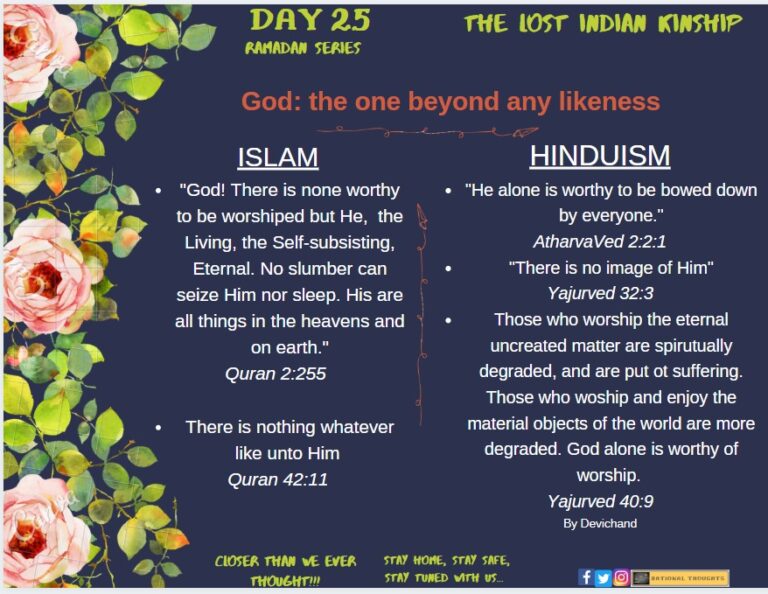 DAY 25
RAMADAN SERIES
THE LOST INDIAN KINSHIP
God: the one beyond any likeness
ISLAM
• "God! There is none worthy
to be worshiped but He, the
Living, the Self-subsisting,
Eternal. No slumber can
seize Him nor sleep. His are
all things in the heavens and
on earth."
Quran 2:255
• There is nothing whatever
like unto Him
Quran 42:11
HINDUISM
• "He alone is worthy to be bowed down
by everyone."
AtharvaVed 2:2:1
• "There is no image of Him"
Yajurved 32:3
• Those who worship the eternal
uncreated matter are spirutually
degraded, and are put ot suffering.
Those who woship and enjoy the
material objects of the world are more
degraded. God alone is worthy of
worship.
Yajurved 40:9
By Devichand
CLOSER THAN WE EVER
THOUGHT!!!
STAY HOME, STAY SAFE,
STAY TUNED WITH US...
RATIONAL THOUGHTS